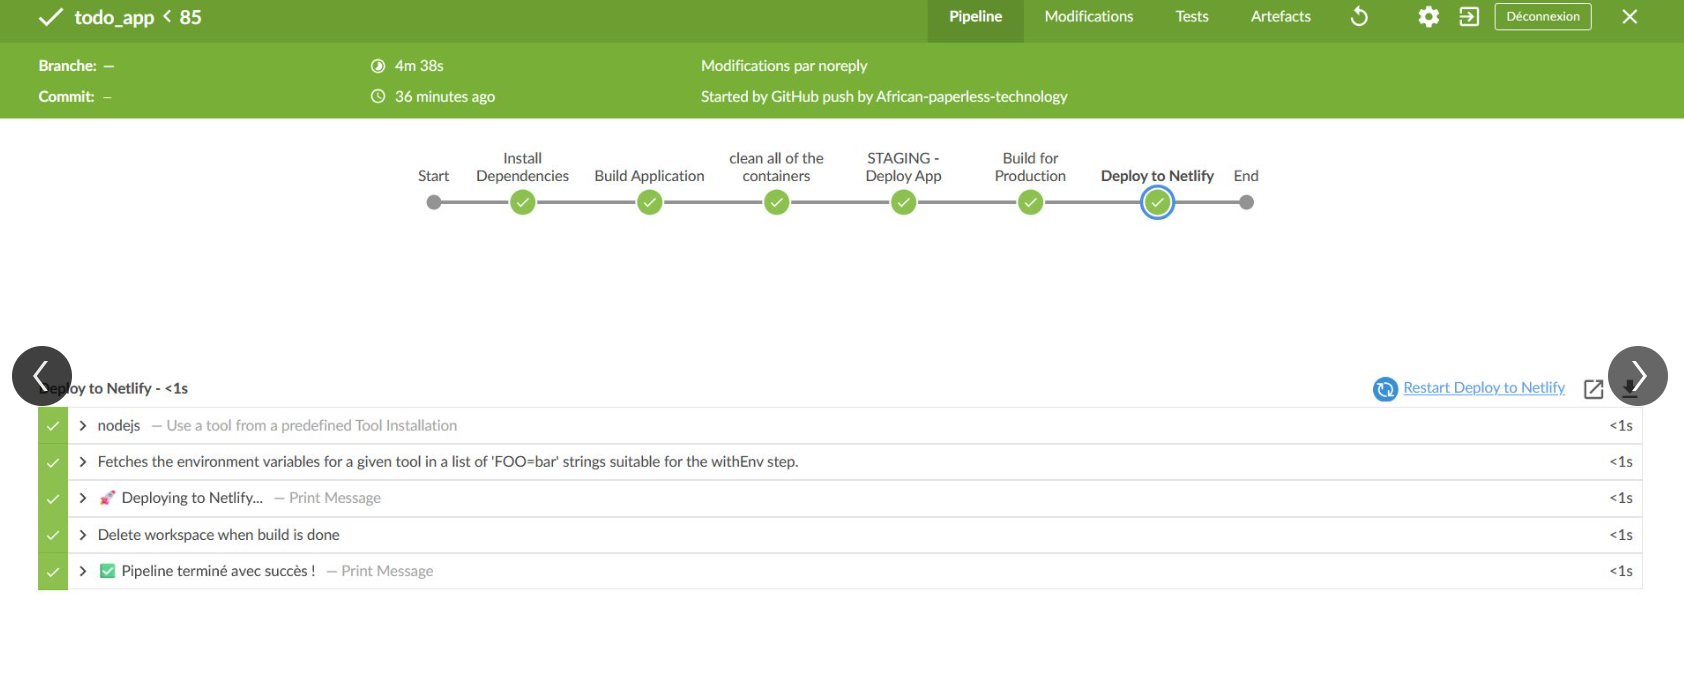 todo_app < 85
Pipeline
Modifications
Tests
Artefacts
Déconnexion
Branche: —
4m 38s
Modifications par noreply
Commit: –
36 minutes ago
Started by GitHub push by African-paperless-technology
Start
Install
Dependencies
Build Application
clean all of the
containers
STAGING -
Deploy App
Build for
Production
Deploy to Netlify
End
Deploy to Netlify - <1s
Restart Deploy to Netlify
nodejs — Use a tool from a predefined Tool Installation
<1s
Fetches the environment variables for a given tool in a list of 'FOO=bar' strings suitable for the withEnv step.
<1s
🚀 Deploying to Netlify... — Print Message
<1s
Delete workspace when build is done
<1s
✅ Pipeline terminé avec succès ! — Print Message
<1s